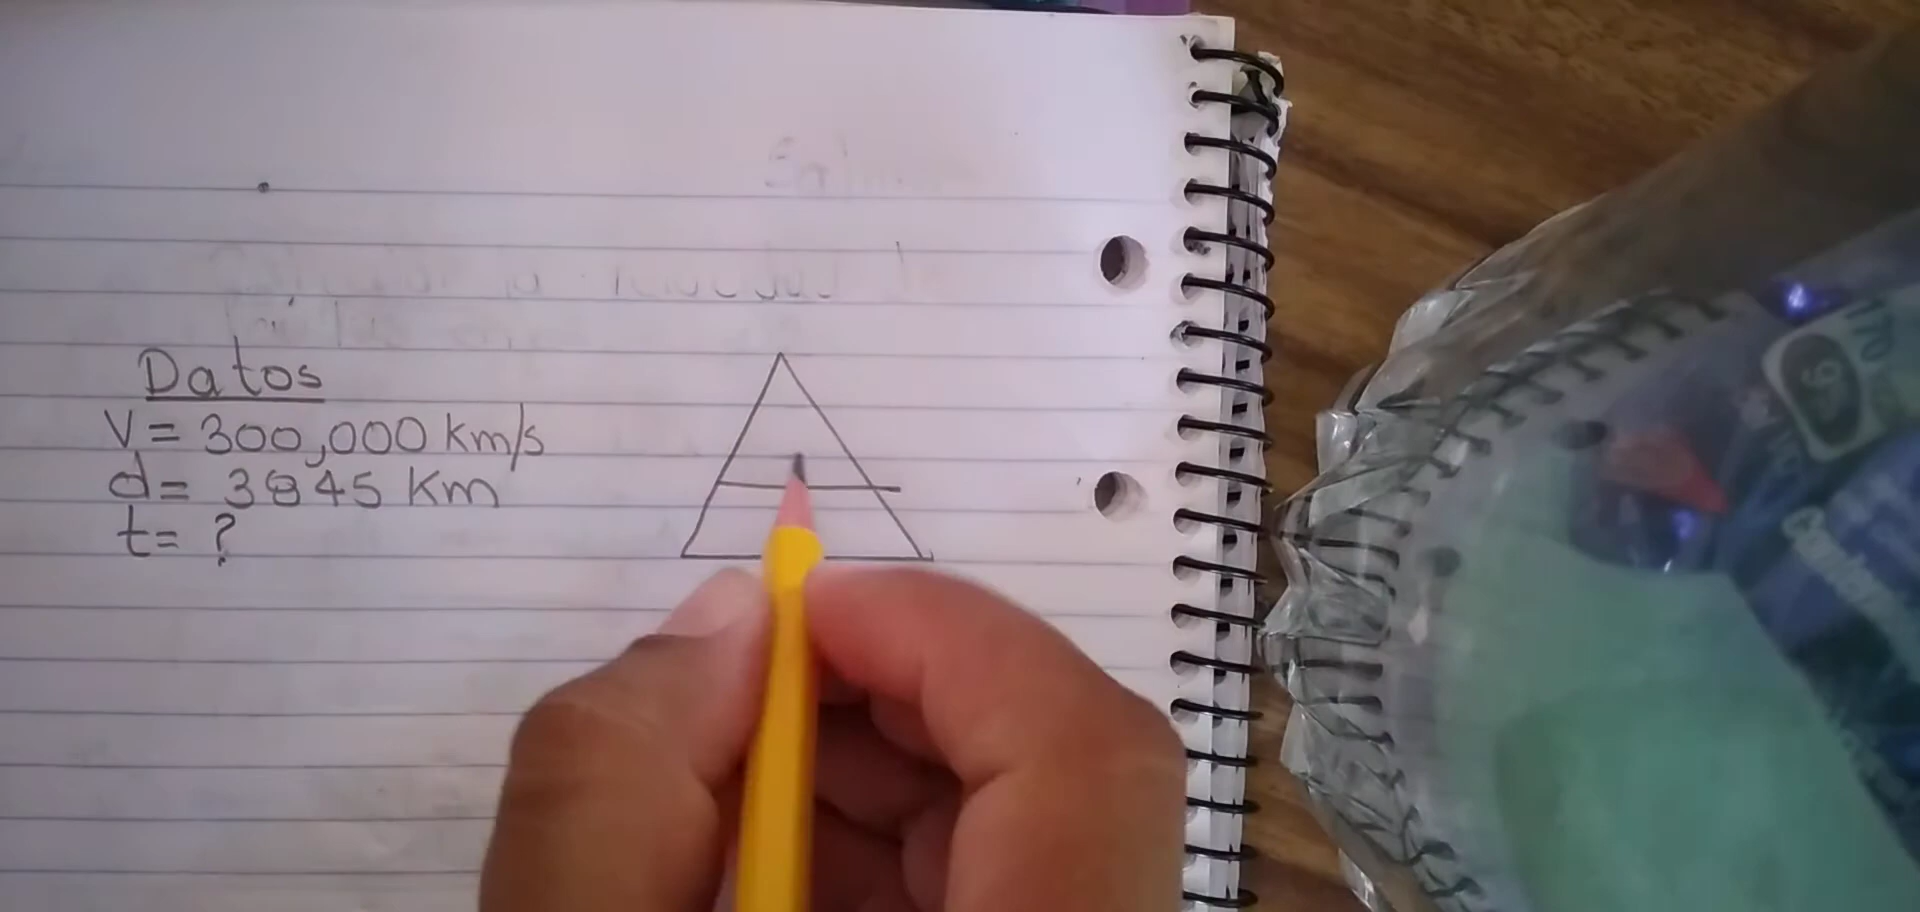 Datos
V = 300,000 Km/s
d = 3845 Km
t = ?